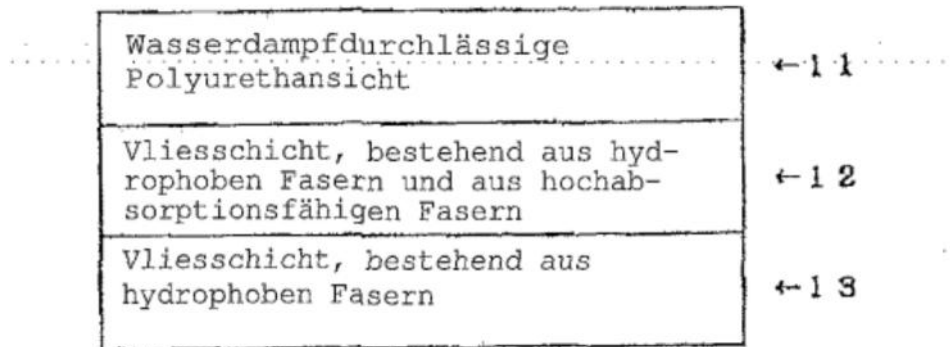 Wasserdampfdurchlässige
Polyurethansicht
←11
Vliesschicht, bestehend aus hyd-
rophoben Fasern und aus hochab-
sorptionsfähigen Fasern
←12
Vliesschicht, bestehend aus
hydrophoben Fasern
←13